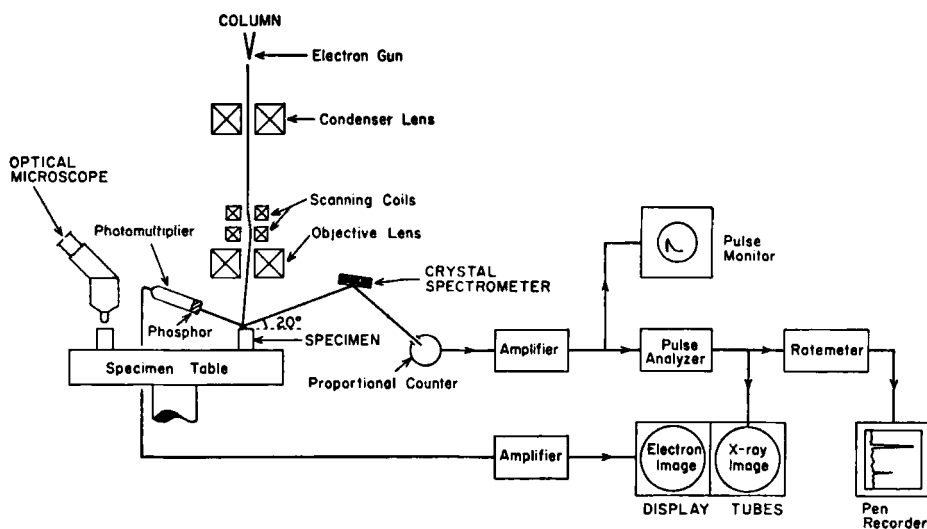 COLUMN
Electron Gun
Condenser Lens
OPTICAL
MICROSCOPE
Scanning Coils
Photomultiplier
Objective Lens
Pulse
Monitor
CRYSTAL
SPECTROMETER
Phosphor
20°
SPECIMEN
Specimen Table
Proportional Counter
Amplifier
Pulse
Analyzer
Ratemeter
Amplifier
Electron
Image
X-ray
Image
DISPLAY TUBES
Pen
Recorder